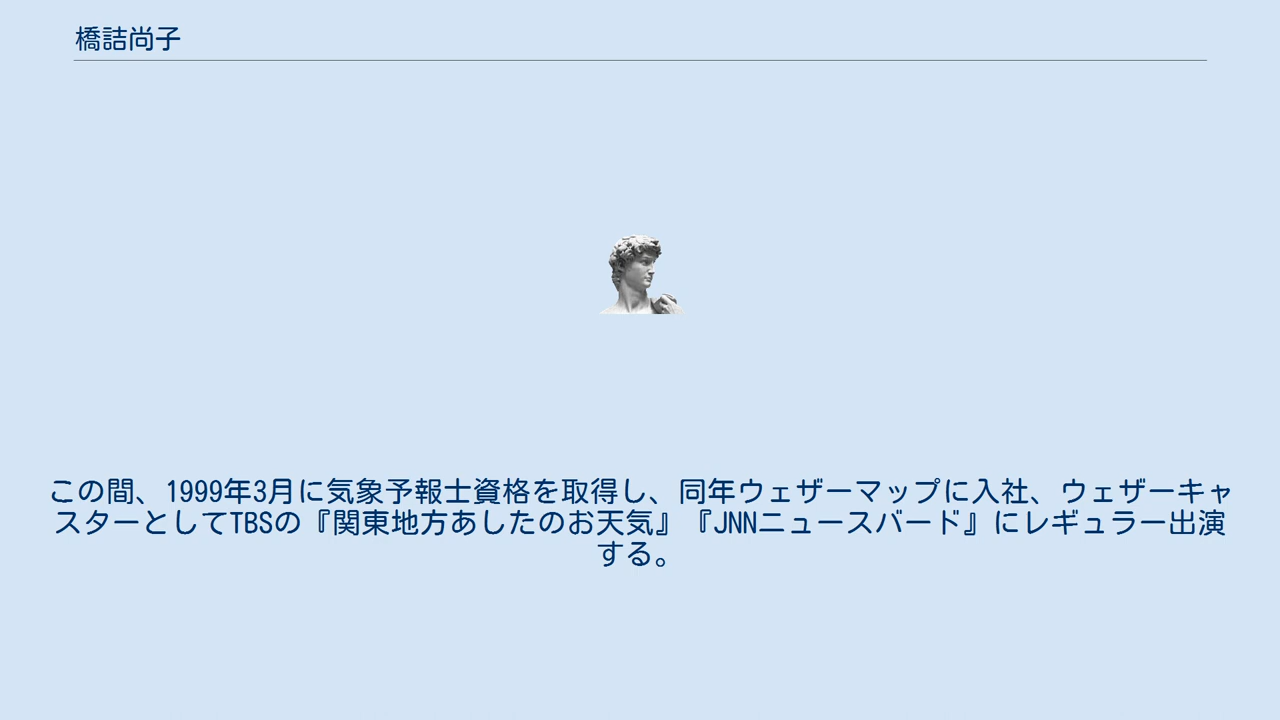 橋詰尚子
この間、1999年3月に気象予報士資格を取得し、同年ウェザーマップに入社、ウェザーキャ
スターとしてTBSの『関東地方あしたのお天気』『JNNニュースバード』にレギュラー出演
する。